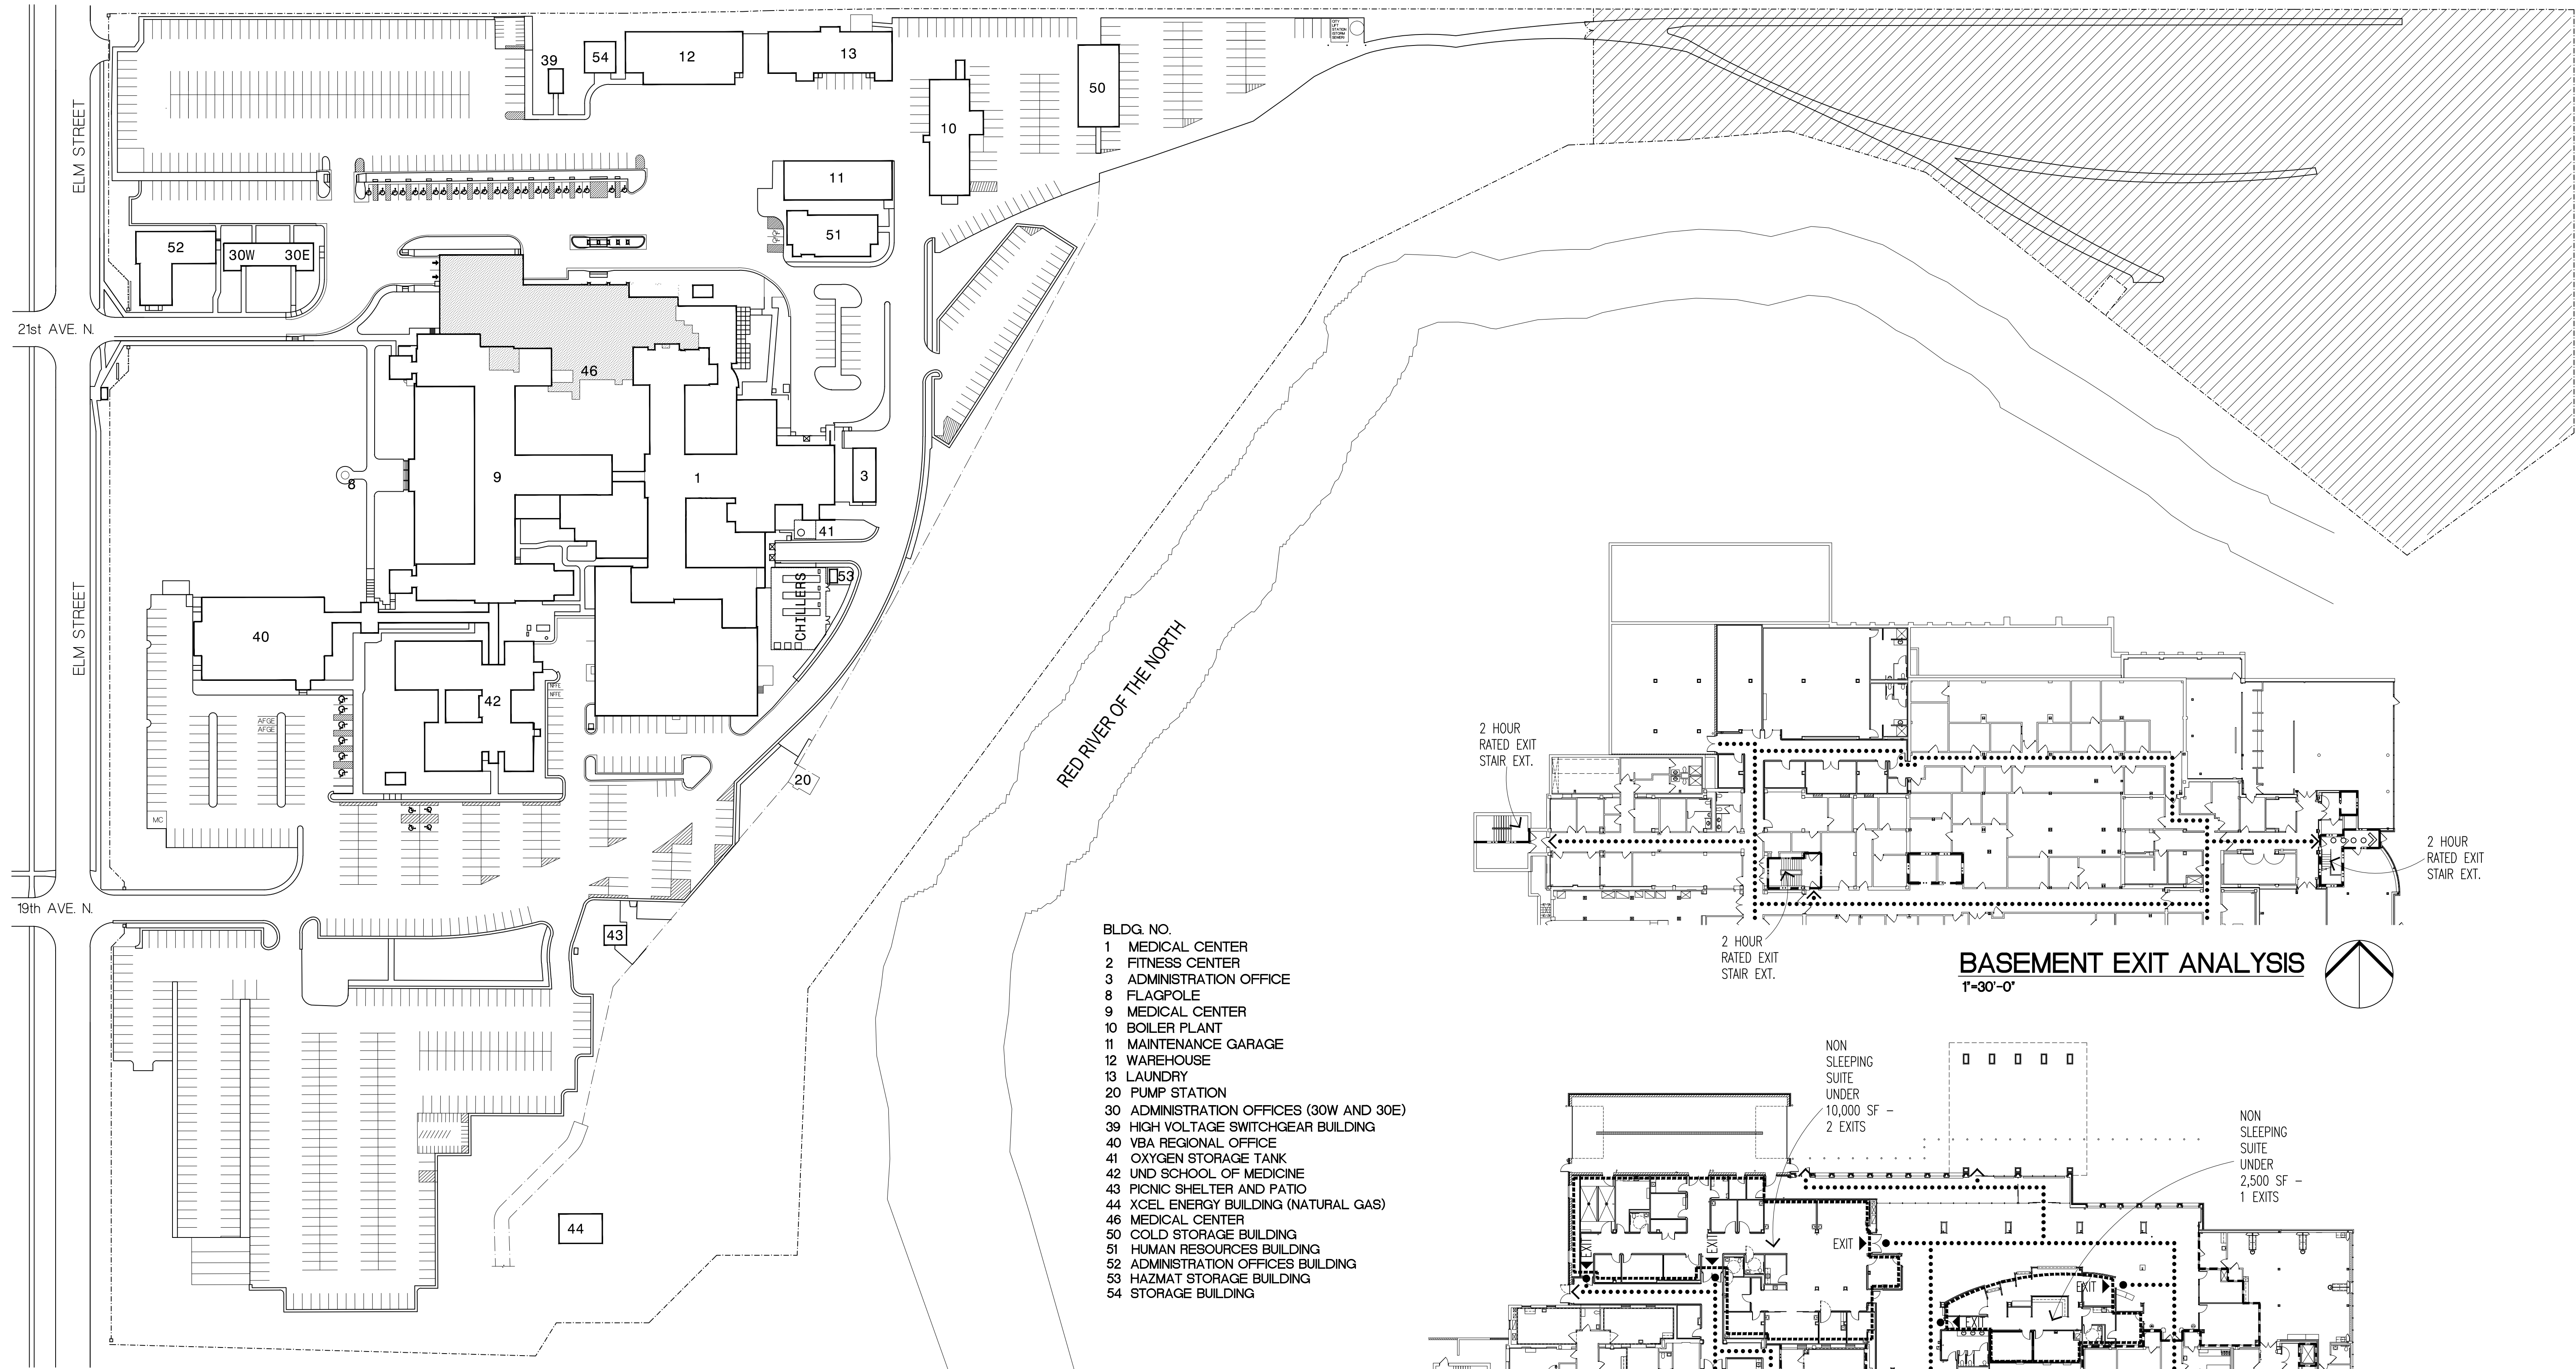 CITY
LIFT
STATION
(STORM
SEWER)
39
54
12
13
50
10
ELM STREET
11
52
30W
30E
51
21st AVE. N.
46
8
9
1
3
41
CHILLERS
53
ELM STREET
40
42
NFFE
NFFE
AFGE
AFGE
20
MC
19th AVE. N.
43
44
RED RIVER OF THE NORTH
BLDG. NO.
1 MEDICAL CENTER
2 FITNESS CENTER
3 ADMINISTRATION OFFICE
8 FLAGPOLE
9 MEDICAL CENTER
10 BOILER PLANT
11 MAINTENANCE GARAGE
12 WAREHOUSE
13 LAUNDRY
20 PUMP STATION
30 ADMINISTRATION OFFICES (30W AND 30E)
39 HIGH VOLTAGE SWITCHGEAR BUILDING
40 VBA REGIONAL OFFICE
41 OXYGEN STORAGE TANK
42 UND SCHOOL OF MEDICINE
43 PICNIC SHELTER AND PATIO
44 XCEL ENERGY BUILDING (NATURAL GAS)
46 MEDICAL CENTER
50 COLD STORAGE BUILDING
51 HUMAN RESOURCES BUILDING
52 ADMINISTRATION OFFICES BUILDING
53 HAZMAT STORAGE BUILDING
54 STORAGE BUILDING
2 HOUR
RATED EXIT
STAIR EXT.
2 HOUR
RATED EXIT
STAIR EXT.
2 HOUR
RATED EXIT
STAIR EXT.
BASEMENT EXIT ANALYSIS
1"=30'-0"
NON
SLEEPING
SUITE
UNDER
10,000 SF -
2 EXITS
NON
SLEEPING
SUITE
UNDER
2,500 SF -
1 EXITS
EXIT
EXIT
EXIT
EXIT
EXIT